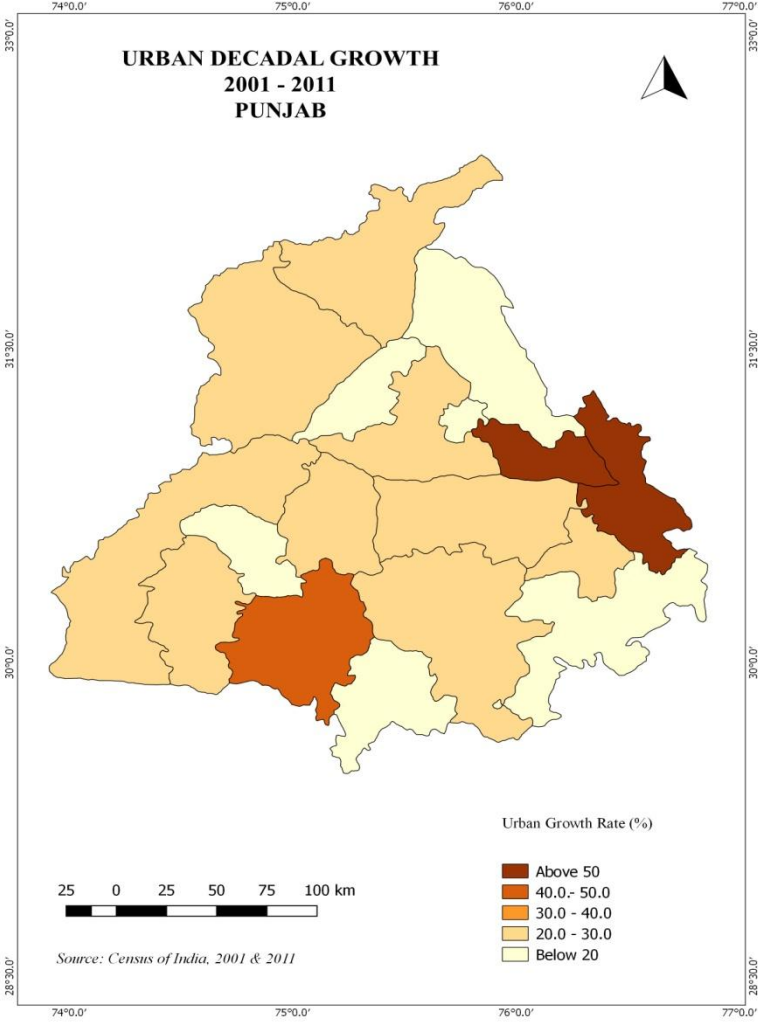 74°0.0'
75°0.0'
76°0.0'
77°0.0'
33°0.0'
33°0.0'
URBAN DECADAL GROWTH
2001 - 2011
PUNJAB
31°30.0'
31°30.0'
30°0.0'
30°0.0'
Urban Growth Rate (%)
Above 50
40.0.- 50.0
30.0 - 40.0
20.0 - 30.0
Below 20
25 0 25 50 75 100 km
Source: Census of India, 2001 & 2011
28°30.0'
28°30.0'
74°0.0'
75°0.0'
76°0.0'
77°0.0'